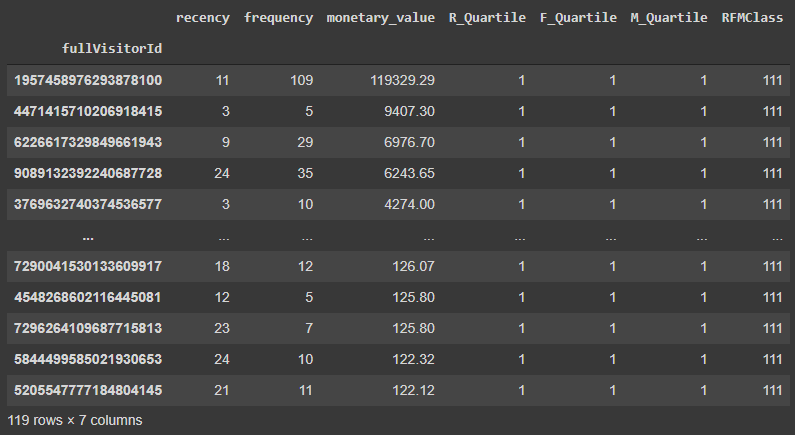 recency frequency monetary_value R_Quartile F_Quartile M_Quartile RFMClass
fullVisitorId
1957458976293878100 11 109 119329.29 1 1 1 111
4471415710206918415 3 5 9407.30 1 1 1 111
6226617329849661943 9 29 6976.70 1 1 1 111
9089132392240687728 24 35 6243.65 1 1 1 111
3769632740374536577 3 10 4274.00 1 1 1 111
... ... ... ... ... ... ... ...
7290041530133609917 18 12 126.07 1 1 1 111
4548268602116445081 12 5 125.80 1 1 1 111
7296264109687715813 23 7 125.80 1 1 1 111
5844499585021930653 24 10 122.32 1 1 1 111
5205547777184804145 21 11 122.12 1 1 1 111
119 rows × 7 columns